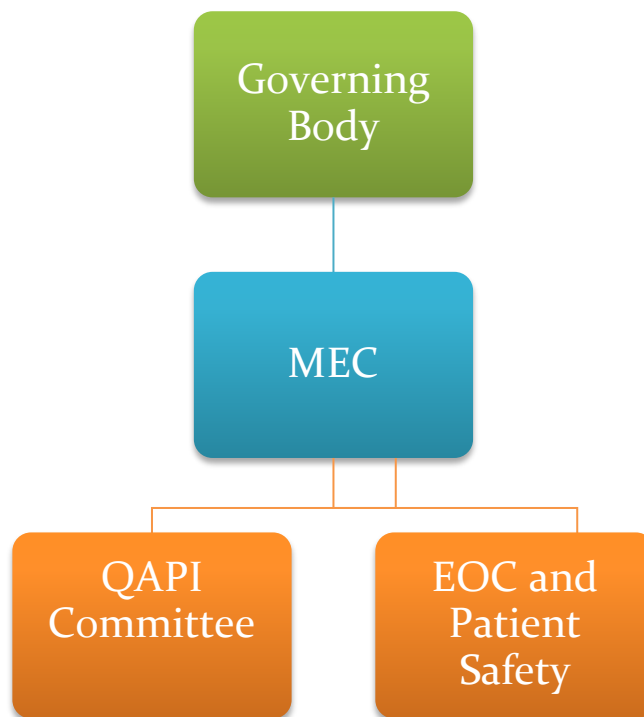 Governing
Body
MEC
QAPI
Committee
EOC and
Patient
Safety